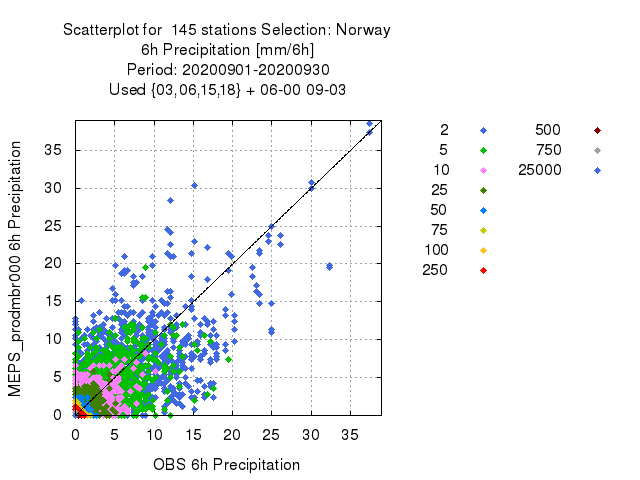 Scatterplot for 145 stations Selection: Norway
6h Precipitation [mm/6h]
Period: 20200901-20200930
Used {03,06,15,18} + 06-00 09-03
MEPS_prodmbr000 6h Precipitation
35
30
25
20
15
10
5
0
0 5 10 15 20 25 30 35
OBS 6h Precipitation
2
5
10
25
50
75
100
250
500
750
25000